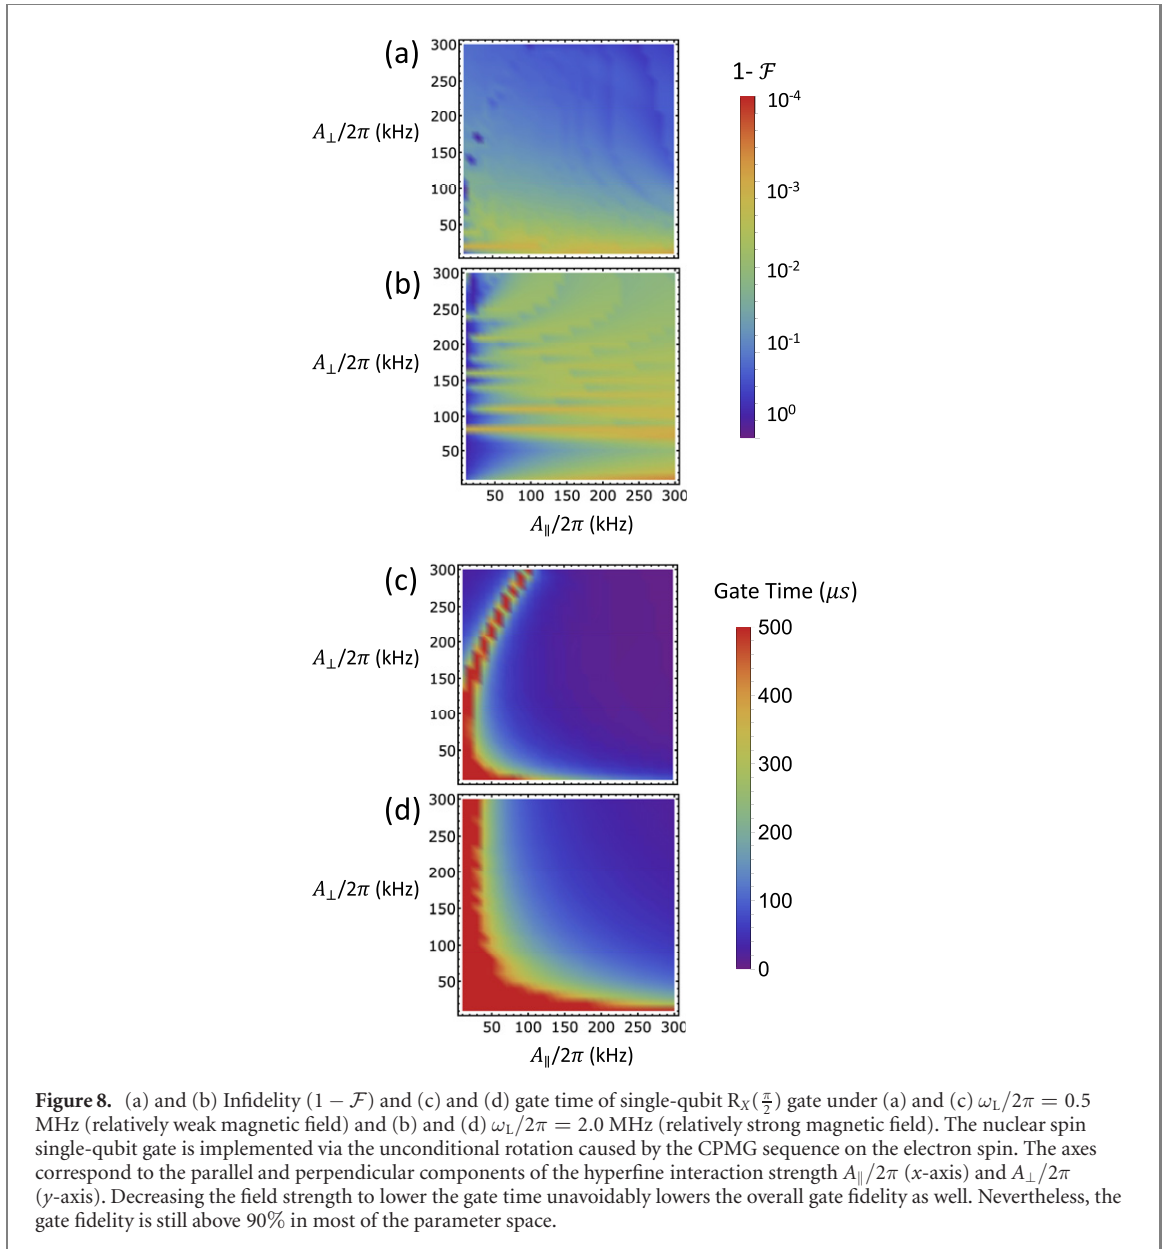 (a)
300
250
200
150
100
50
A⊥/2π (kHz)
1- ℱ
10-4
10-3
10-2
10-1
100
(b)
300
250
200
150
100
50
A⊥/2π (kHz)
50 100 150 200 250 300
A∥/2π (kHz)
(c)
300
250
200
150
100
50
A⊥/2π (kHz)
Gate Time (μs)
500
400
300
200
100
0
(d)
300
250
200
150
100
50
A⊥/2π (kHz)
50 100 150 200 250 300
A∥/2π (kHz)
Figure 8. (a) and (b) Infidelity (1 − ℱ) and (c) and (d) gate time of single-qubit RX(π/2) gate under (a) and (c) ωL/2π = 0.5
MHz (relatively weak magnetic field) and (b) and (d) ωL/2π = 2.0 MHz (relatively strong magnetic field). The nuclear spin
single-qubit gate is implemented via the unconditional rotation caused by the CPMG sequence on the electron spin. The axes
correspond to the parallel and perpendicular components of the hyperfine interaction strength A∥/2π (x-axis) and A⊥/2π
(y-axis). Decreasing the field strength to lower the gate time unavoidably lowers the overall gate fidelity as well. Nevertheless, the
gate fidelity is still above 90% in most of the parameter space.